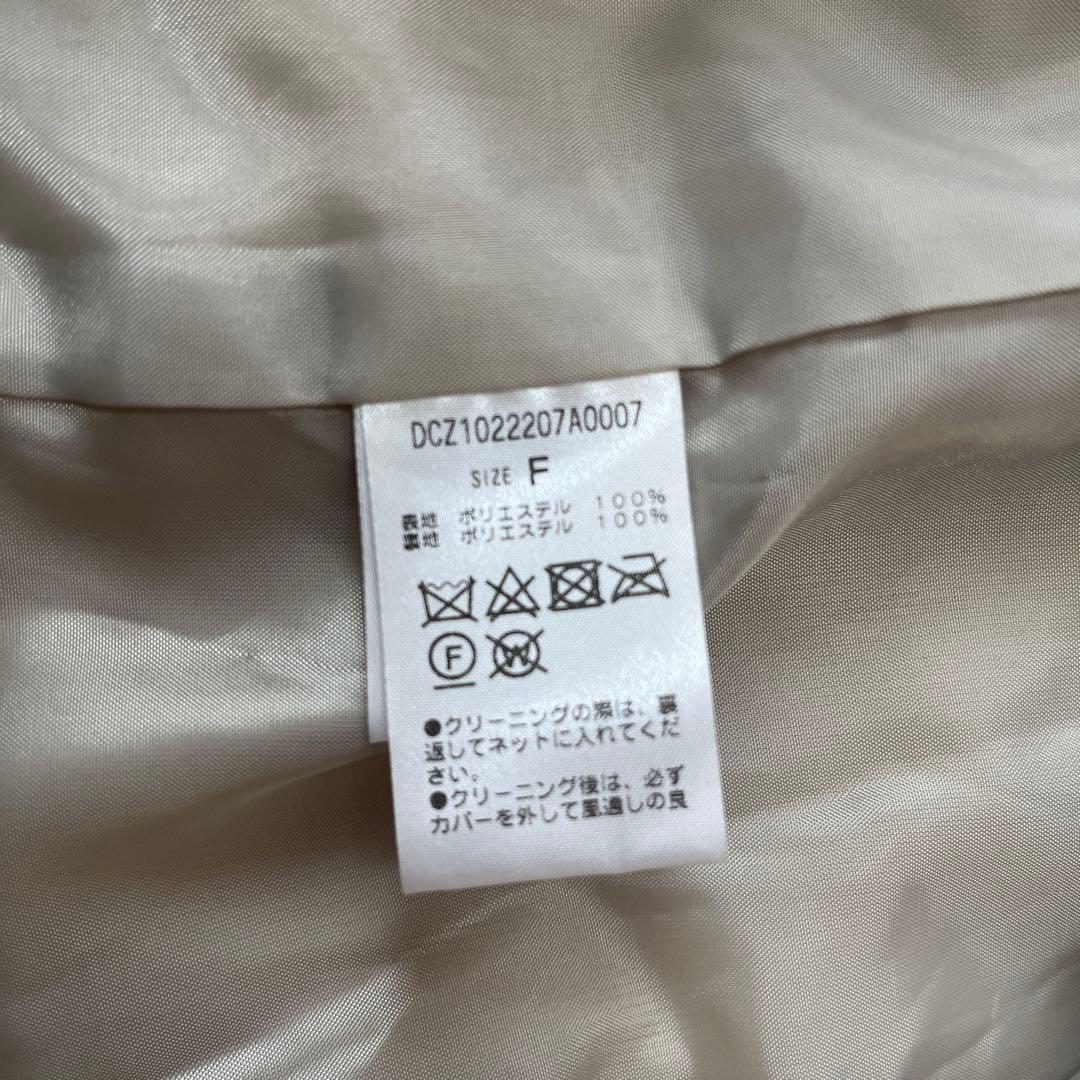 DCZ1022207A0007
SIZE F
表地 ポリエステル 100%
裏地 ポリエステル 100%
F W
●クリーニングの際は、裏
返してネットに入れてくだ
さい。
●クリーニング後は、必ず
カバーを外して風通しの良